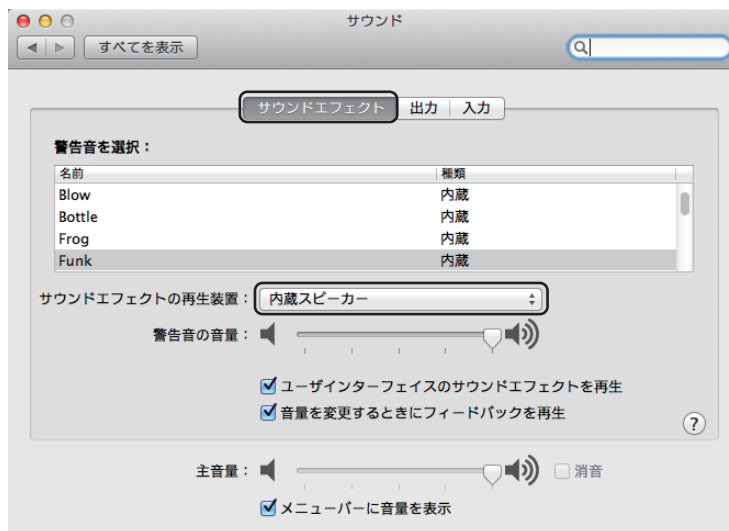 サウンド
すべてを表示
サウンドエフェクト 出力 入力
警告音を選択：
名前 種類
Blow 内蔵
Bottle 内蔵
Frog 内蔵
Funk 内蔵
サウンドエフェクトの再生装置： 内蔵スピーカー
警告音の音量：
ユーザインターフェイスのサウンドエフェクトを再生
音量を変更するときにフィードバックを再生
?
主音量： 消音
メニューバーに音量を表示